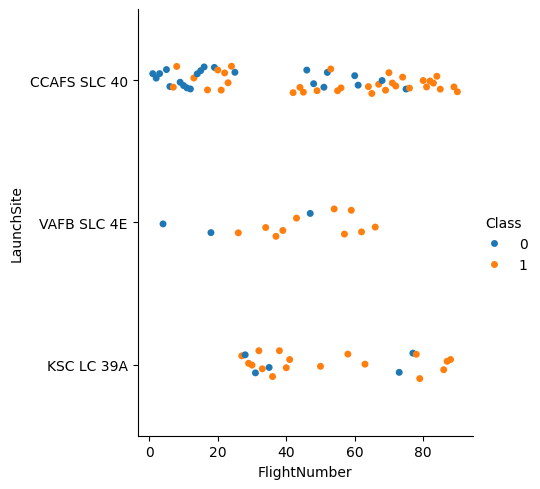 LaunchSite
CCAFS SLC 40
VAFB SLC 4E
KSC LC 39A
0
20
40
60
80
FlightNumber
Class
0
1